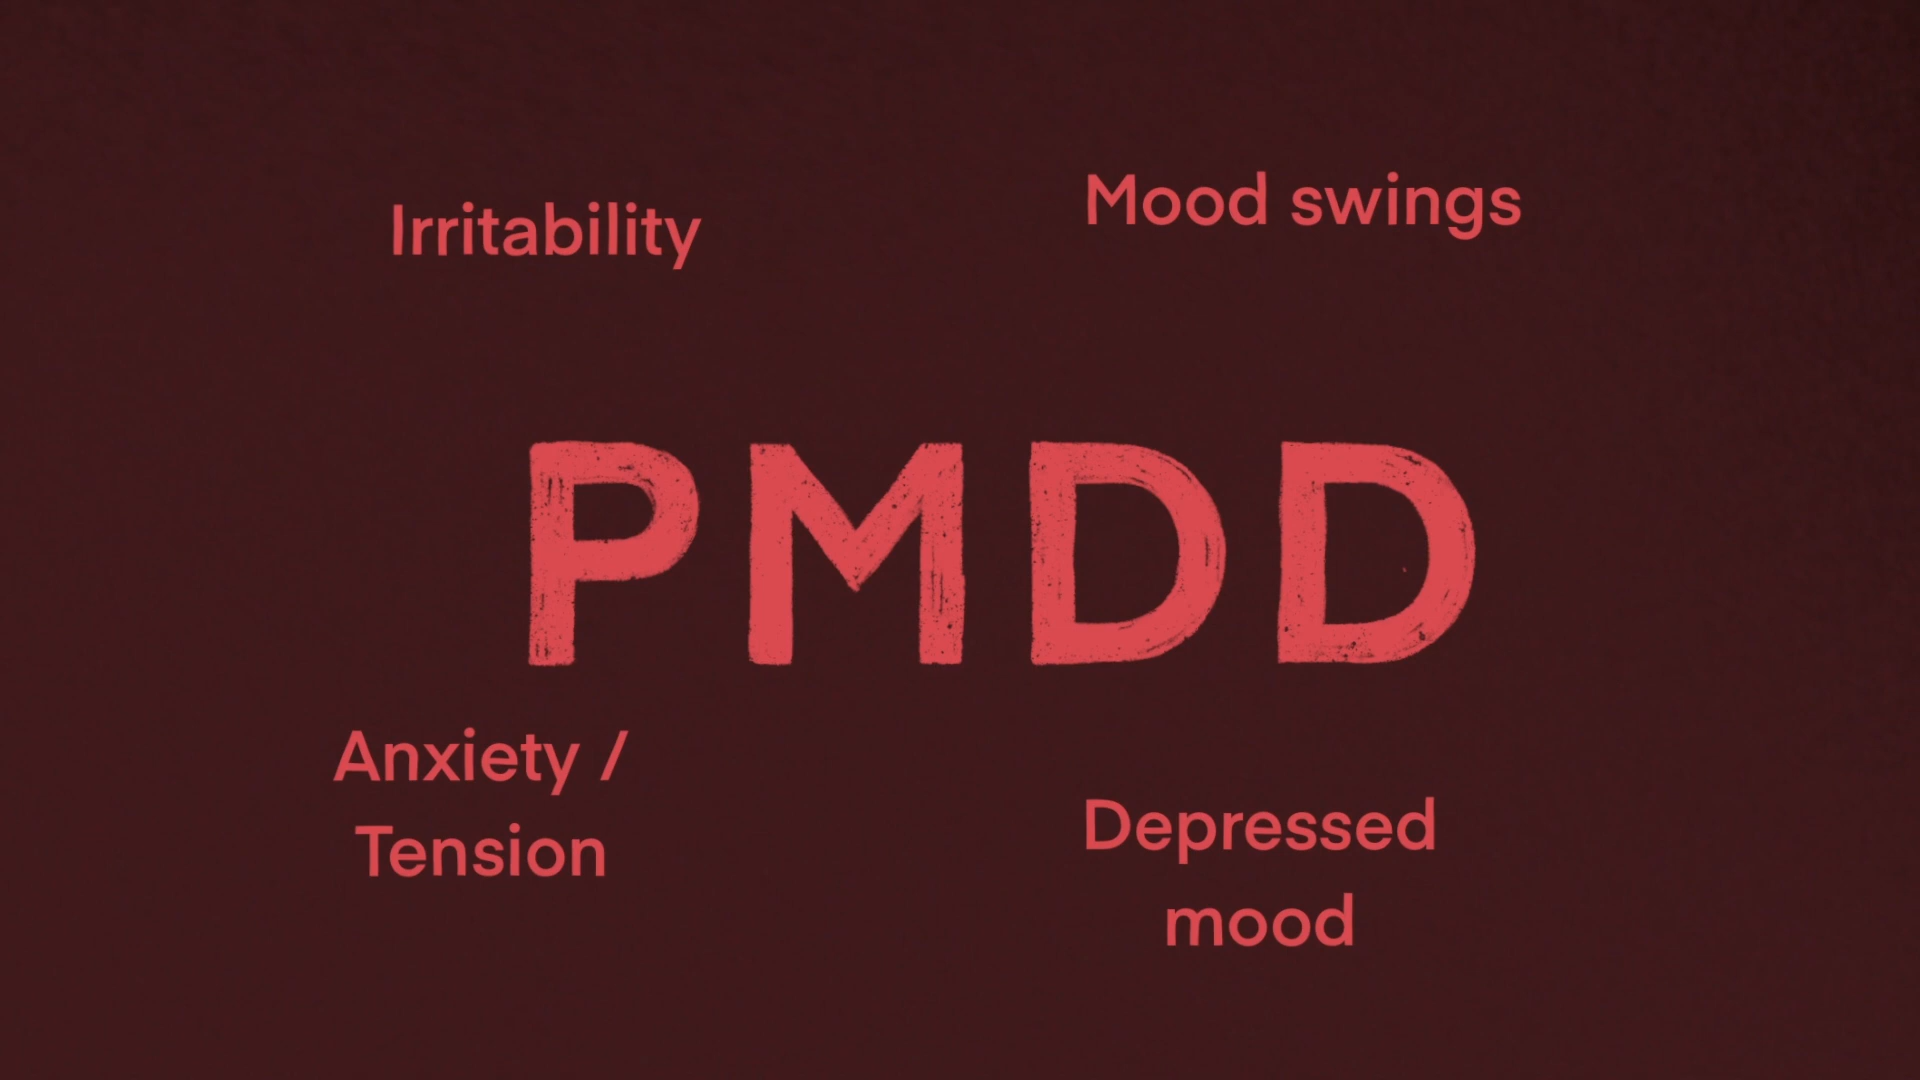 Irritability
Mood swings
PMDD
Anxiety /
Tension
Depressed
mood